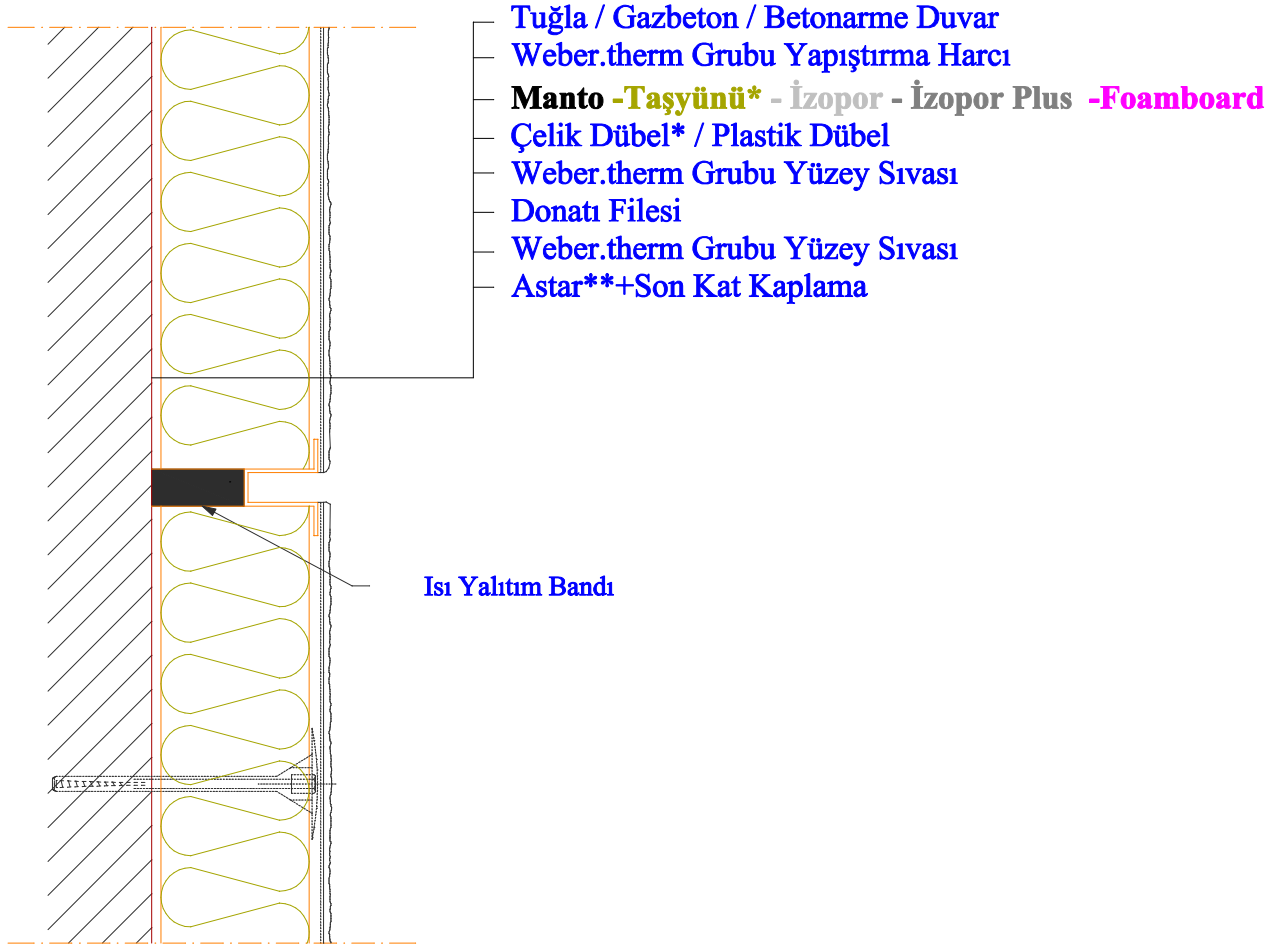 Tuğla / Gazbeton / Betonarme Duvar
Weber.therm Grubu Yapıştırma Harcı
Manto -Taşyünü* - İzopor - İzopor Plus -Foamboard
Çelik Dübel* / Plastik Dübel
Weber.therm Grubu Yüzey Sıvası
Donatı Filesi
Weber.therm Grubu Yüzey Sıvası
Astar**+Son Kat Kaplama
Isı Yalıtım Bandı